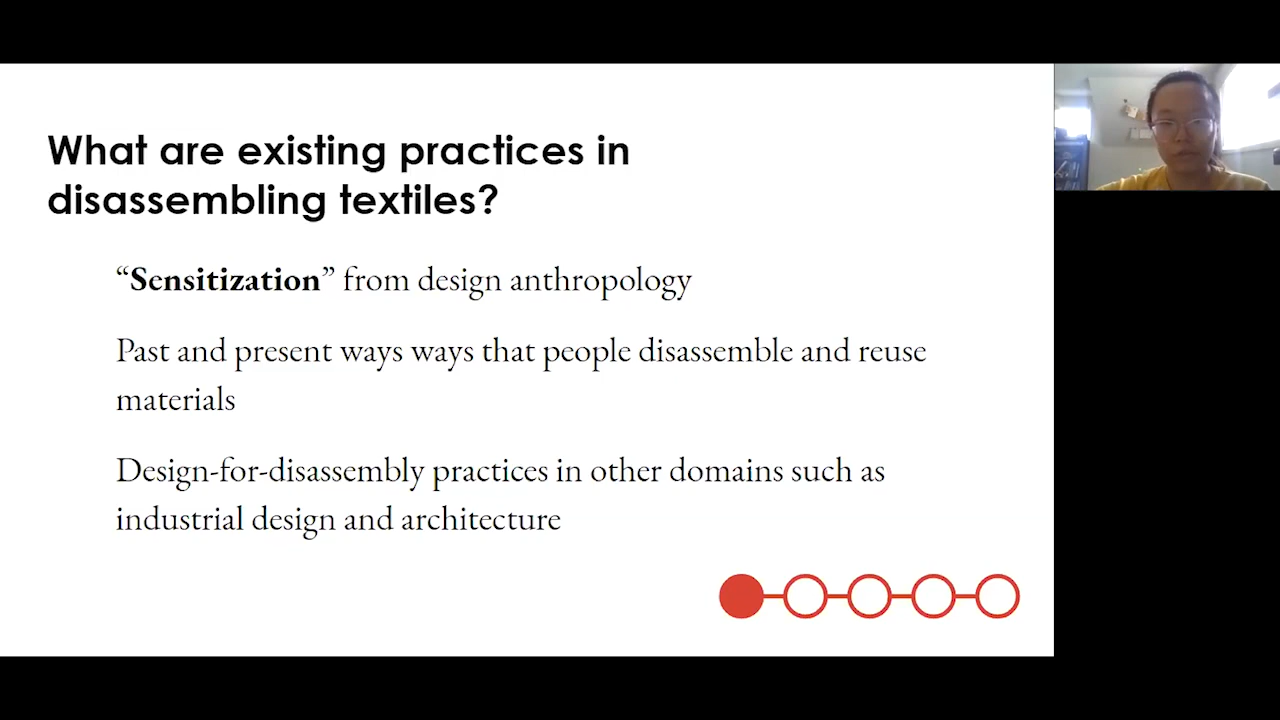 What are existing practices in
disassembling textiles?
“Sensitization” from design anthropology
Past and present ways ways that people disassemble and reuse
materials
Design-for-disassembly practices in other domains such as
industrial design and architecture